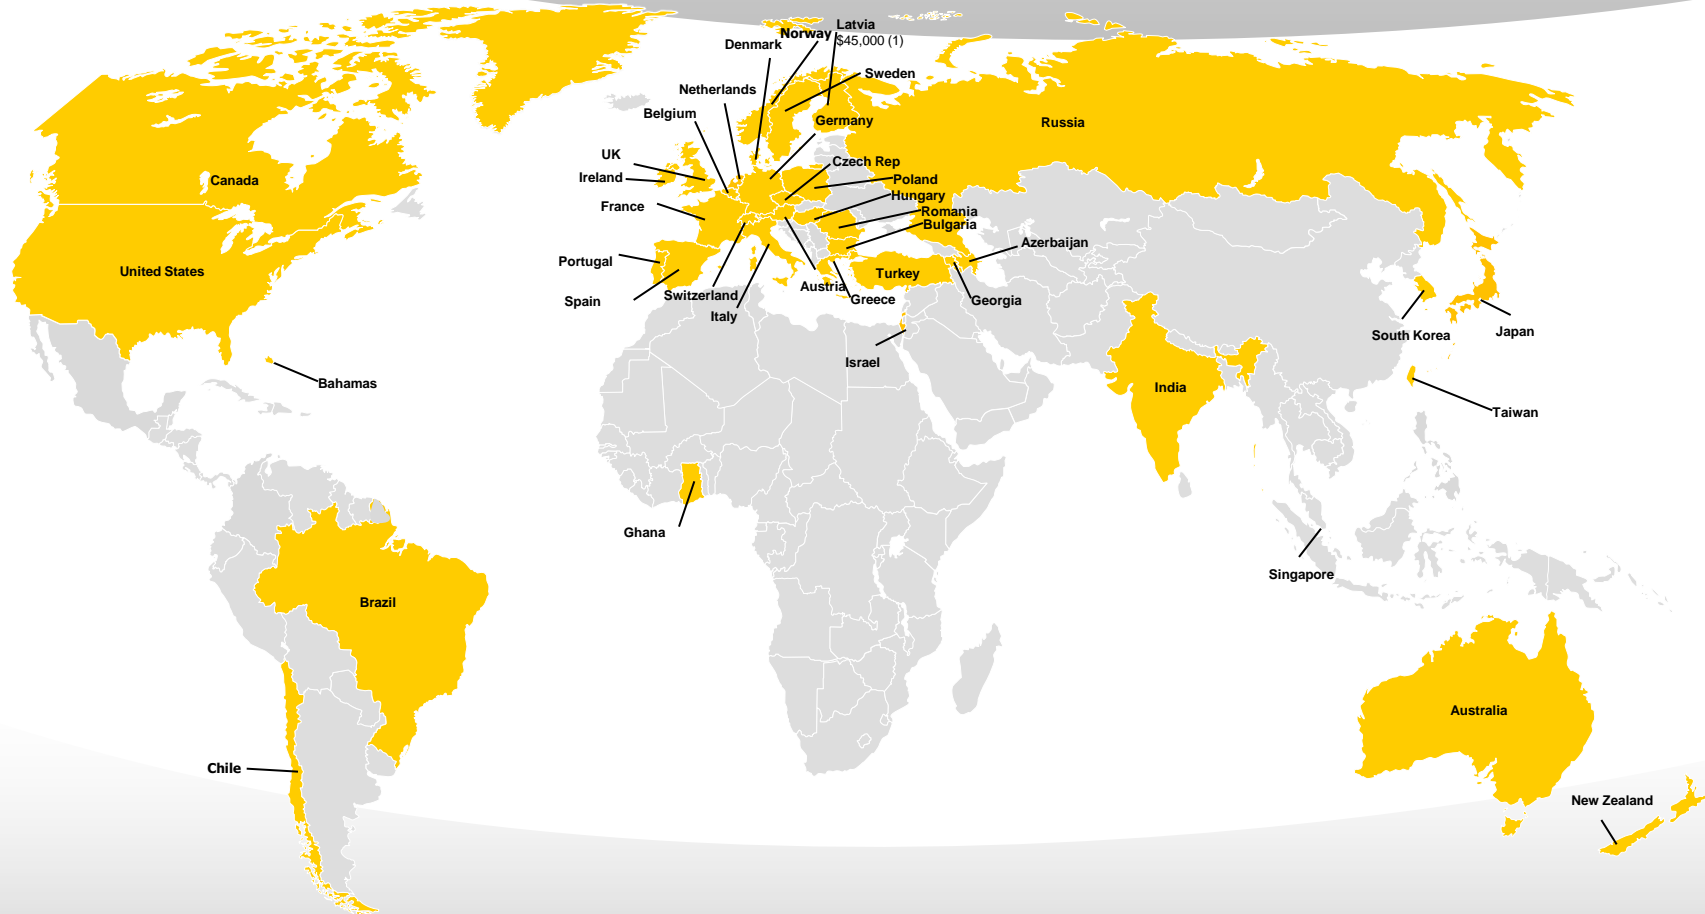 Latvia
$45,000 (1)
Norway
Denmark
Sweden
Netherlands
Belgium
Germany
Russia
UK
Czech Rep
Ireland
Poland
Canada
Hungary
France
Romania
Bulgaria
Azerbaijan
Portugal
United States
Turkey
Austria
Spain
Switzerland
Greece
Georgia
Italy
South Korea
Japan
Israel
Bahamas
India
Taiwan
Ghana
Singapore
Brazil
Australia
Chile
New Zealand